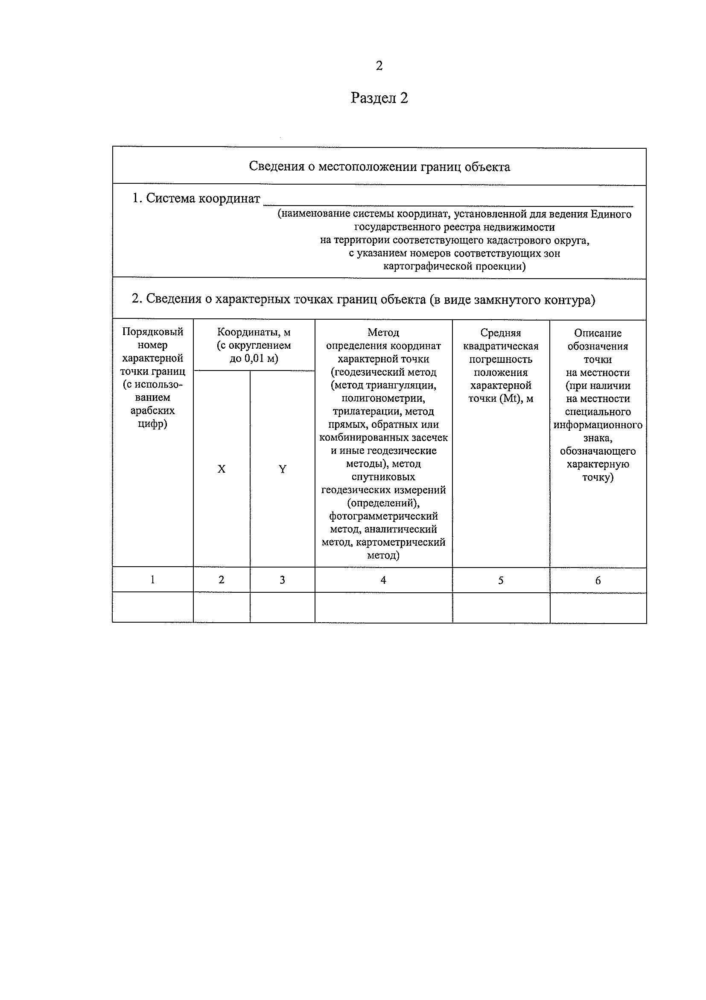 2
Раздел 2
Сведения о местоположении границ объекта
1. Система координат
(наименование системы координат, установленной для ведения Единого
государственного реестра недвижимости
на территории соответствующего кадастрового округа,
с указанием номеров соответствующих зон
картографической проекции)
2. Сведения о характерных точках границ объекта (в виде замкнутого контура)
Порядковый
номер
характерной
точки границ
(с использо-
ванием
арабских
цифр)
Координаты, м
(с округлением
до 0,01 м)
X
Y
Метод
определения координат
характерной точки
(геодезический метод
(метод триангуляции,
полигонометрии,
трилатерации, метод
прямых, обратных или
комбинированных засечек
и иные геодезические
методы), метод
спутниковых
геодезических измерений
(определений),
фотограмметрический
метод, аналитический
метод, картометрический
метод)
Средняя
квадратическая
погрешность
положения
характерной
точки (Mt), м
Описание
обозначения
точки
на местности
(при наличии
на местности
специального
информационного
знака,
обозначающего
характерную
точку)
1
2
3
4
5
6